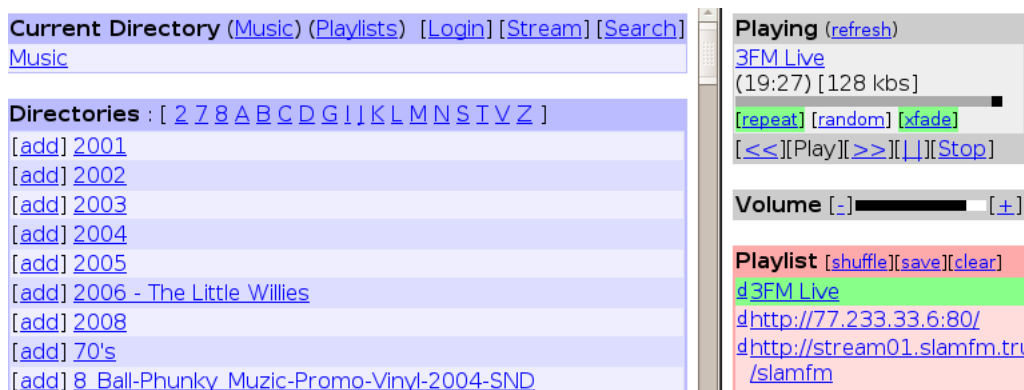 Current Directory (Music) (Playlists) [Login] [Stream] [Search]
Music
Directories : [ 2 7 8 A B C D G I J K L M N S T V Z ]
[add] 2001
[add] 2002
[add] 2003
[add] 2004
[add] 2005
[add] 2006 - The Little Willies
[add] 2008
[add] 70's
[add] 8_Ball-Phunky_Muzic-Promo-Vinyl-2004-SND
Playing (refresh)
3FM Live
(19:27) [128 kbs]
[repeat] [random] [xfade]
[<<][Play][>>][||][Stop]
Volume [-] [+]
Playlist [shuffle][save][clear]
d 3FM Live
d http://77.233.33.6:80/
d http://stream01.slamfm.tru
/slamfm